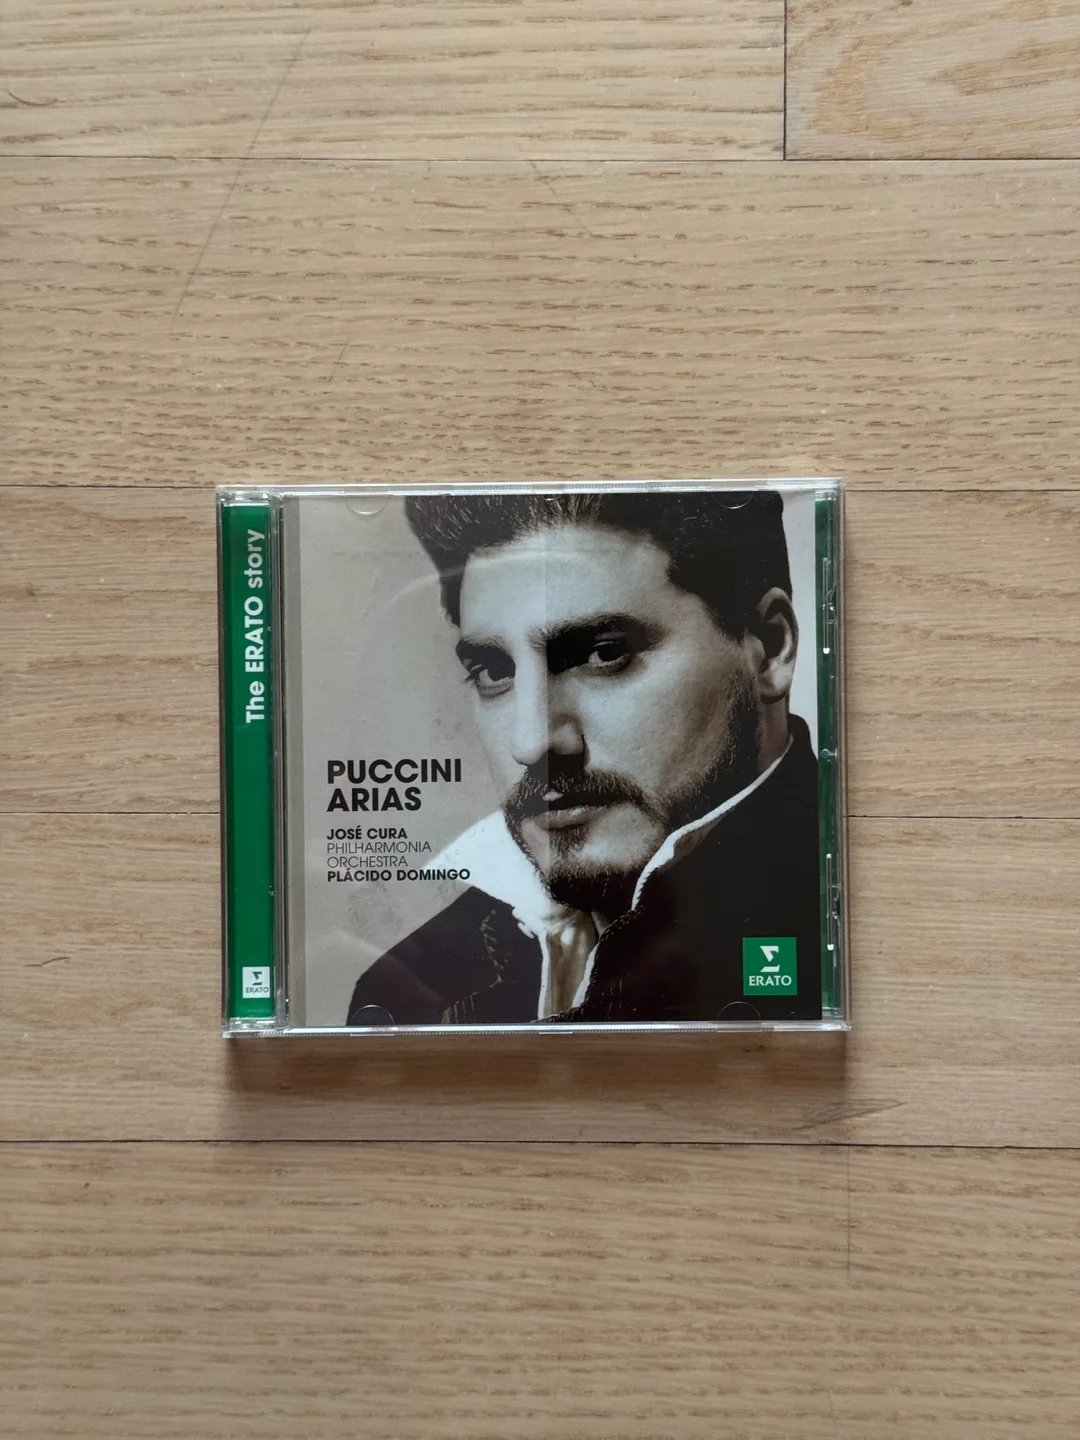 The ERATO story
PUCCINI
ARIAS
JOSÉ CURA
PHILHARMONIA
ORCHESTRA
PLÁCIDO DOMINGO
ERATO
ERATO